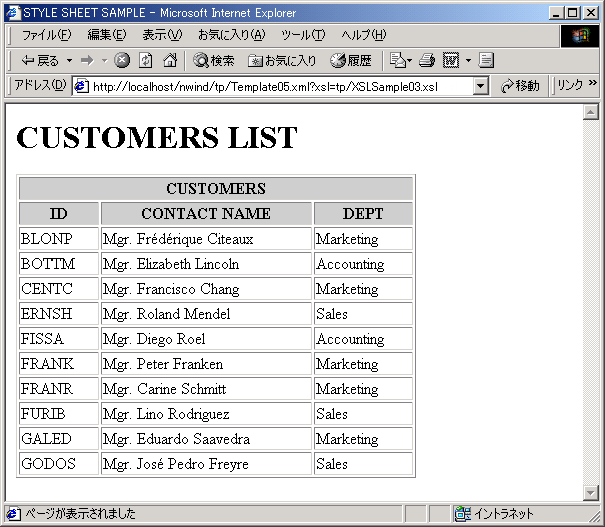 STYLE SHEET SAMPLE - Microsoft Internet Explorer
ファイル(F) 編集(E) 表示(V) お気に入り(A) ツール(T) ヘルプ(H)
戻る 検索 お気に入り 履歴
アドレス(D) http://localhost/nwind/tp/Template05.xml?xsl=tp/XSLSample03.xsl 移動 リンク »
CUSTOMERS LIST
CUSTOMERS
ID CONTACT NAME DEPT
BLONP Mgr. Frédérique Citeaux Marketing
BOTTM Mgr. Elizabeth Lincoln Accounting
CENTC Mgr. Francisco Chang Marketing
ERNSH Mgr. Roland Mendel Sales
FISSA Mgr. Diego Roel Accounting
FRANK Mgr. Peter Franken Marketing
FRANR Mgr. Carine Schmitt Marketing
FURIB Mgr. Lino Rodriguez Sales
GALED Mgr. Eduardo Saavedra Marketing
GODOS Mgr. José Pedro Freyre Sales
ページが表示されました イントラネット